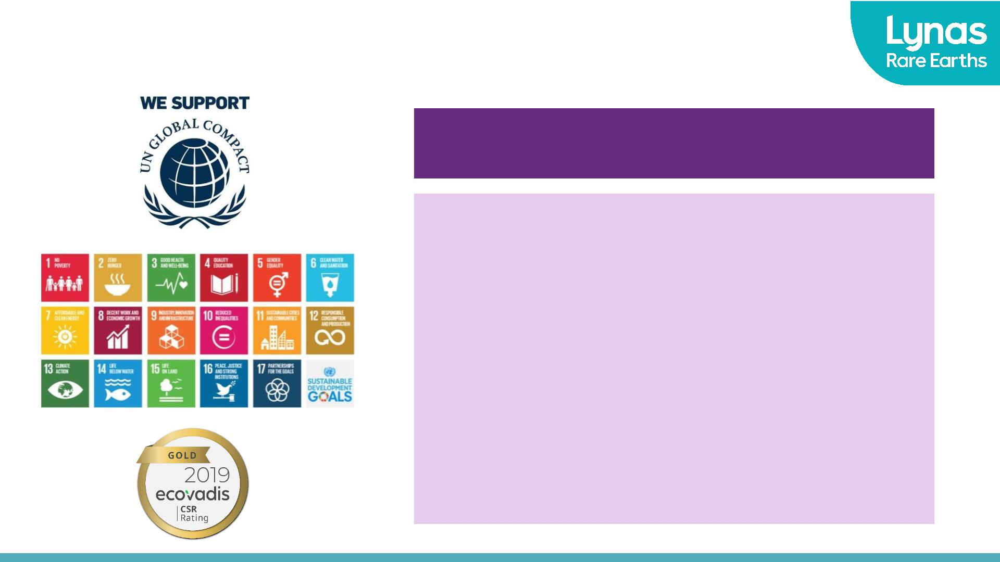 Lynas
Rare Earths
WE SUPPORT
UN GLOBAL COMPACT
1 NO
POVERTY
2 ZERO
HUNGER
3 GOOD HEALTH
AND WELL-BEING
4 QUALITY
EDUCATION
5 GENDER
EQUALITY
6 CLEAN WATER
AND SANITATION
7 AFFORDABLE AND
CLEAN ENERGY
8 DECENT WORK AND
ECONOMIC GROWTH
9 INDUSTRY, INNOVATION
AND INFRASTRUCTURE
10 REDUCED
INEQUALITIES
11 SUSTAINABLE CITIES
AND COMMUNITIES
12 RESPONSIBLE
CONSUMPTION
AND PRODUCTION
13 CLIMATE
ACTION
14 LIFE
BELOW WATER
15 LIFE
ON LAND
16 PEACE, JUSTICE
AND STRONG
INSTITUTIONS
17 PARTNERSHIPS
FOR THE GOALS
SUSTAINABLE
DEVELOPMENT
GOALS
GOLD
2019
ecovadis
CSR
Rating